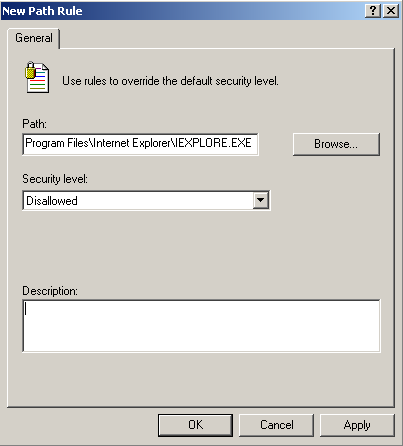 New Path Rule
General
Use rules to override the default security level.
Path:
Program Files\Internet Explorer\IEXPLORE.EXE
Browse...
Security level:
Disallowed
Description:
OK Cancel Apply